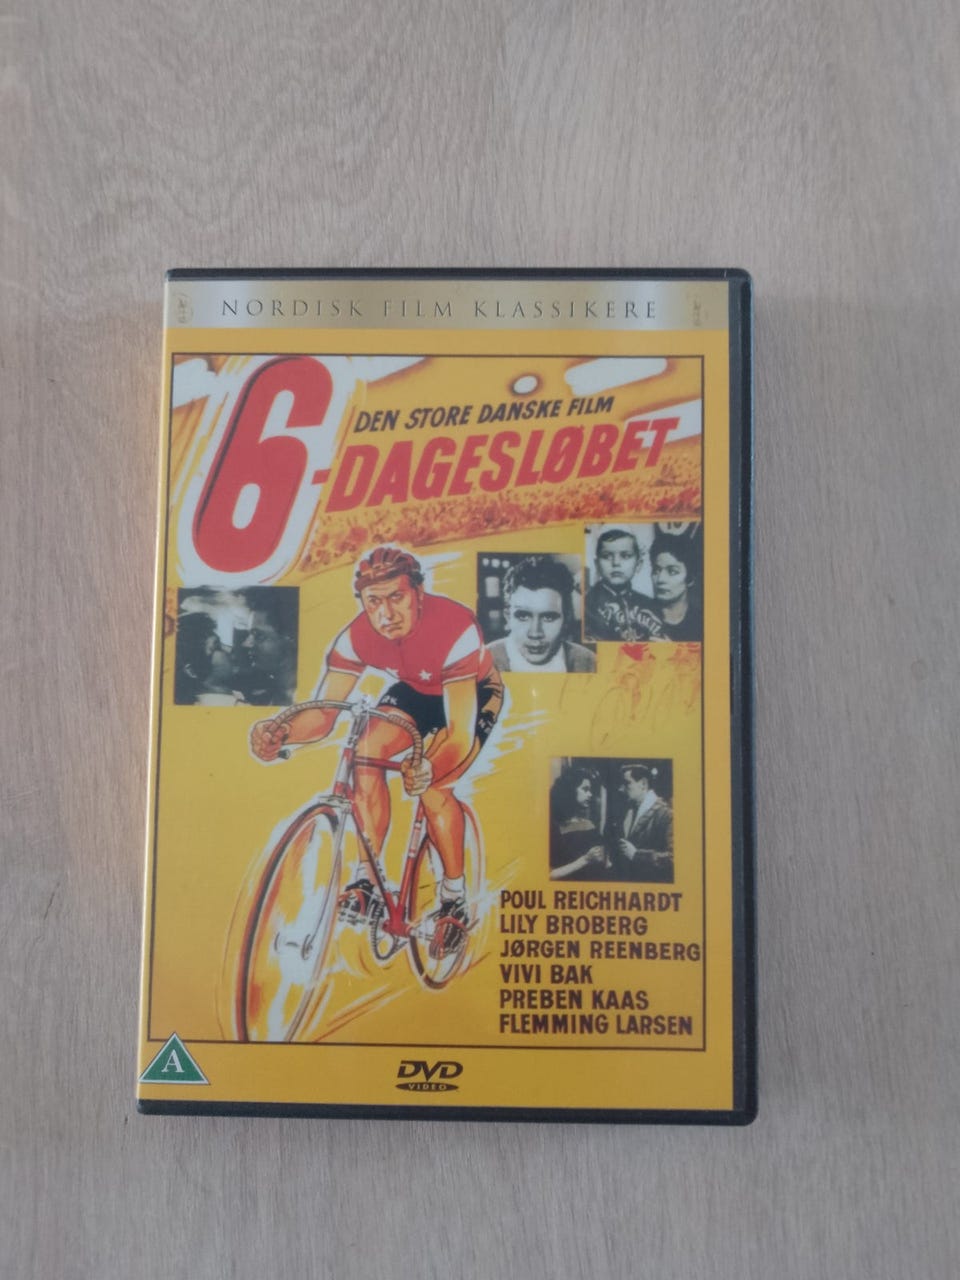 NORDISK FILM KLASSIKERE
DEN STORE DANSKE FILM
6-DAGESLØBET
POUL REICHHARDT
LILY BROBERG
JØRGEN REENBERG
VIVI BAK
PREBEN KAAS
FLEMMING LARSEN
A
DVD
VIDEO